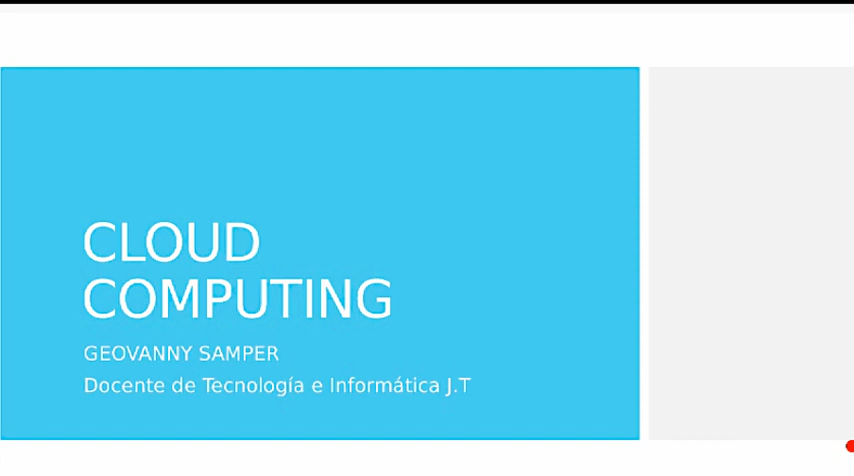 CLOUD
COMPUTING
GEOVANNY SAMPER
Docente de Tecnología e Informática J.T